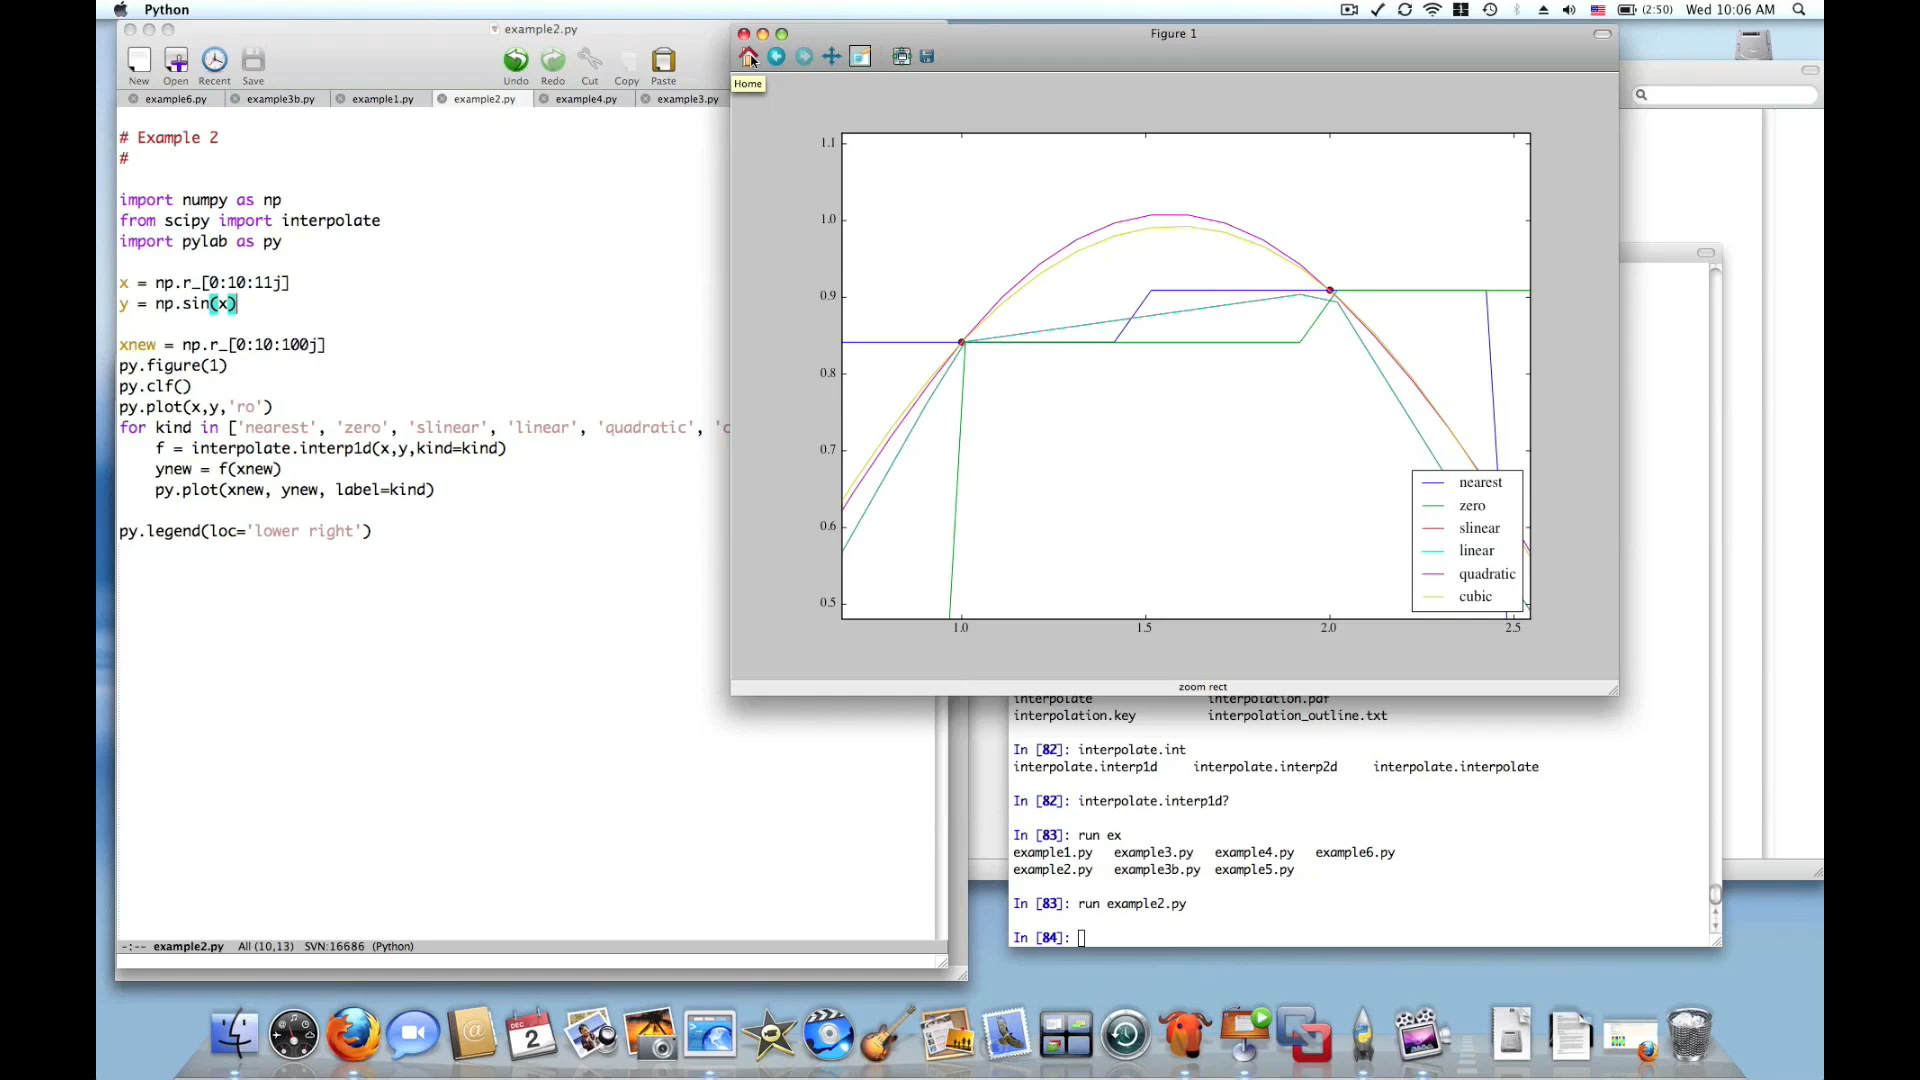 Python
(2:50) Wed 10:06 AM
example2.py
New Open Recent Save Undo Redo Cut Copy Paste
example6.py example3b.py example1.py example2.py example4.py example3.py
# Example 2
#
import numpy as np
from scipy import interpolate
import pylab as py
x = np.r_[0:10:11j]
y = np.sin(x)
xnew = np.r_[0:10:100j]
py.figure(1)
py.clf()
py.plot(x,y,'ro')
for kind in ['nearest', 'zero', 'slinear', 'linear', 'quadratic', 'c
f = interpolate.interp1d(x,y,kind=kind)
ynew = f(xnew)
py.plot(xnew, ynew, label=kind)
py.legend(loc='lower right')
-:-- example2.py All (10,13) SVN:16686 (Python)
Figure 1
Home
1.1
1.0
0.9
0.8
0.7
0.6
0.5
1.0 1.5 2.0 2.5
nearest
zero
slinear
linear
quadratic
cubic
zoom rect
interpolate interpolation.pdf
interpolation.key interpolation_outline.txt
In [82]: interpolate.int
interpolate.interp1d interpolate.interp2d interpolate.interpolate
In [82]: interpolate.interp1d?
In [83]: run ex
example1.py example3.py example4.py example6.py
example2.py example3b.py example5.py
In [83]: run example2.py
In [84]:
DEC
2